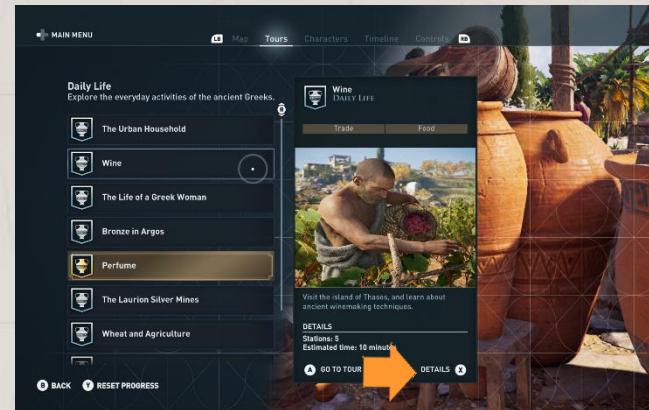 MAIN MENU
LB Map Tours Characters Timeline Controls RB
Daily Life
Explore the everyday activities of the ancient Greeks.
R
The Urban Household
Wine
The Life of a Greek Woman
Bronze in Argos
Perfume
The Laurion Silver Mines
Wheat and Agriculture
Wine
DAILY LIFE
Trade Food
Visit the island of Thasos, and learn about
ancient winemaking techniques.
DETAILS
Stations: 5
Estimated time: 10 minutes
A GO TO TOUR DETAILS X
B BACK Y RESET PROGRESS